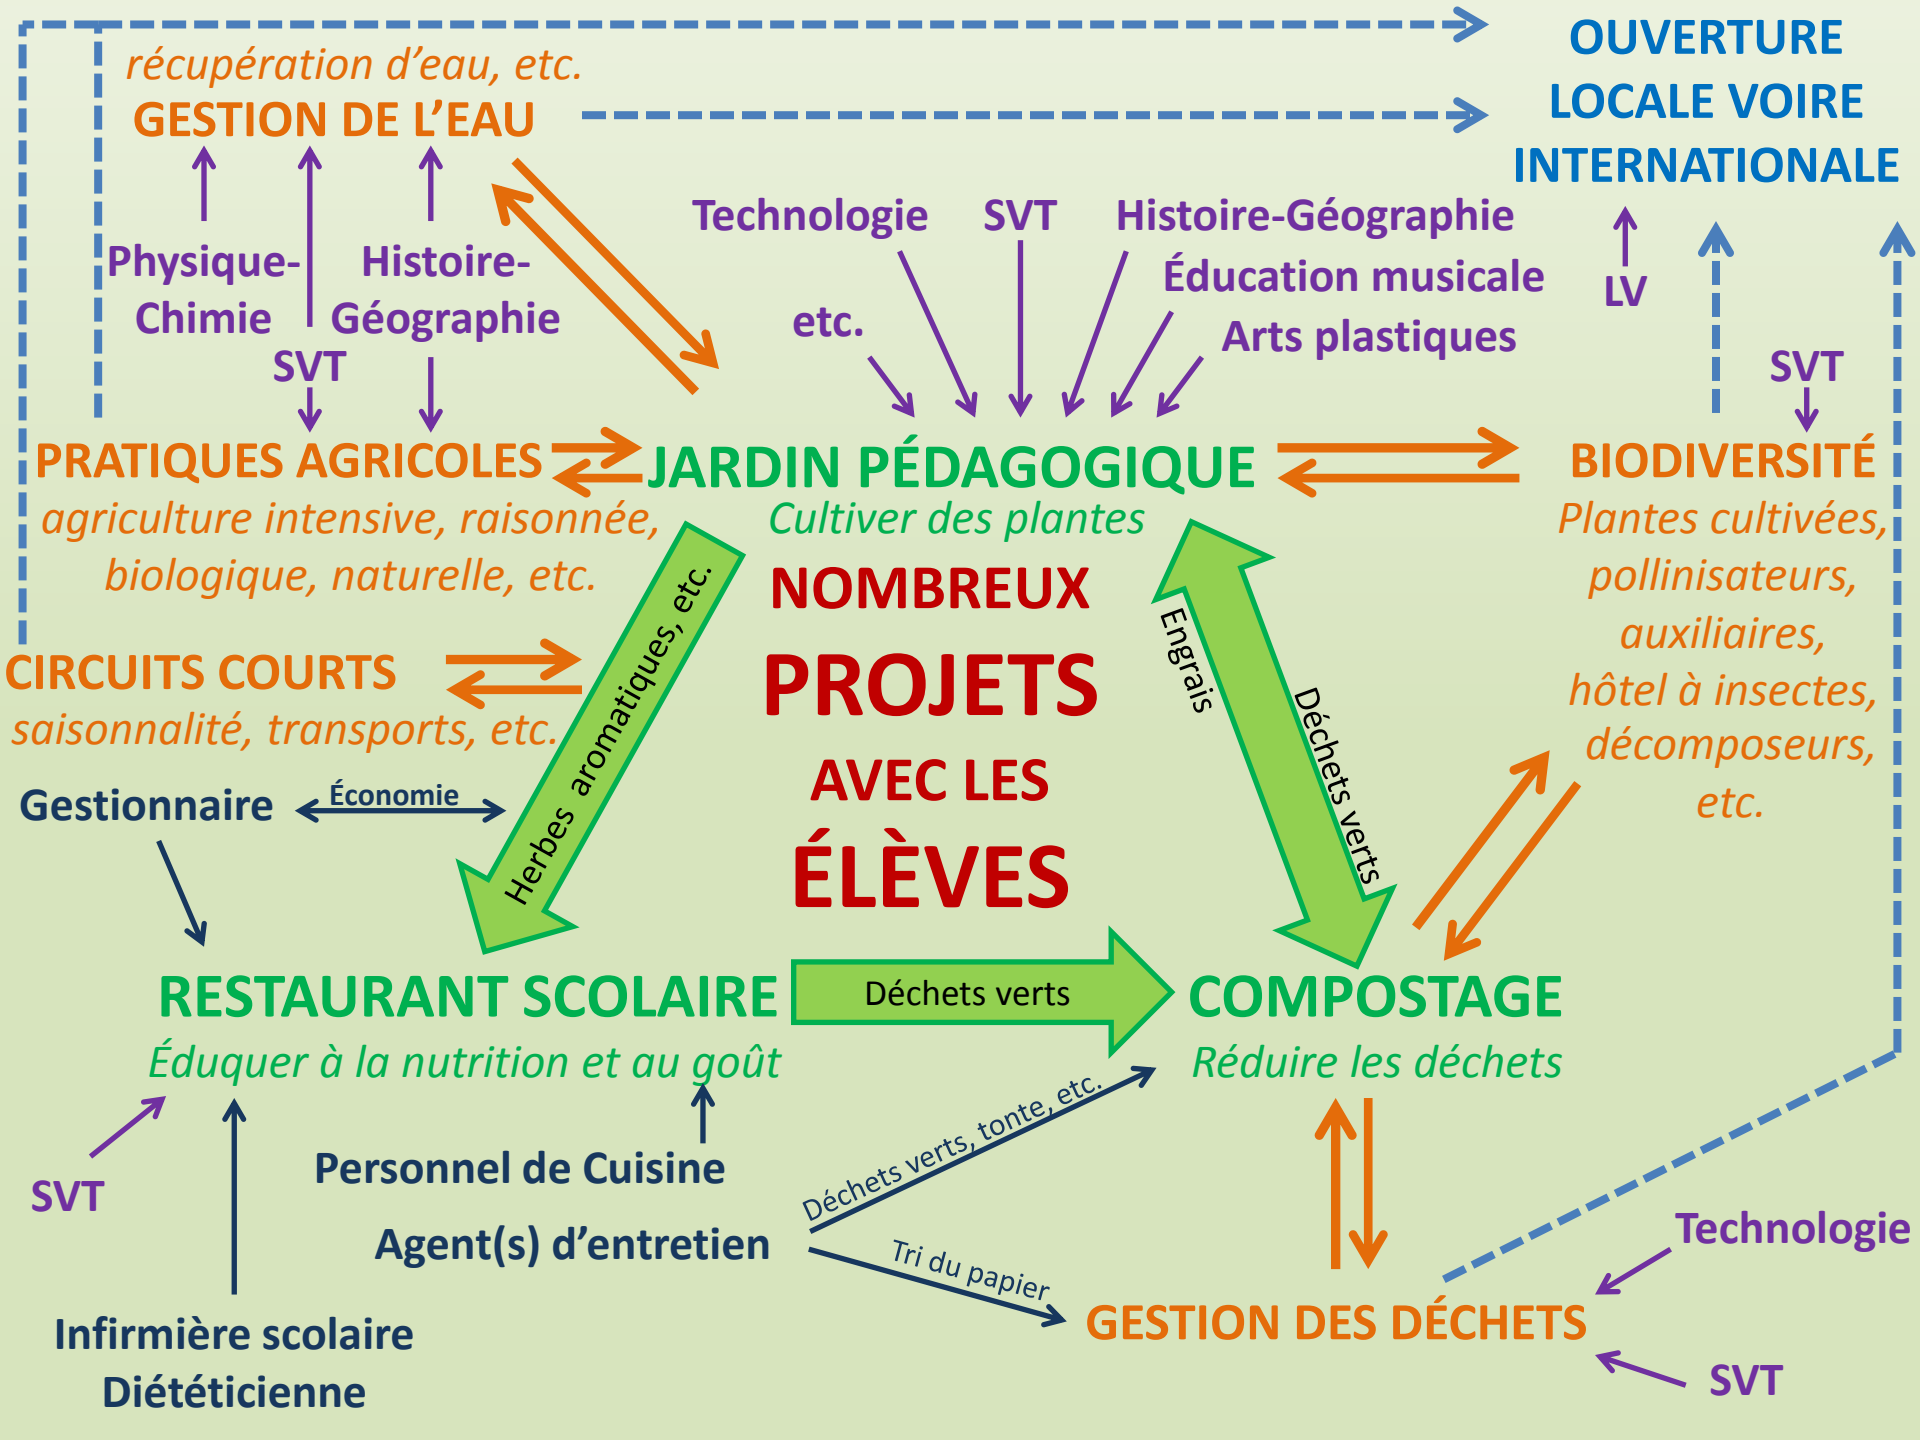 récupération d’eau, etc.
GESTION DE L’EAU
OUVERTURE
LOCALE VOIRE
INTERNATIONALE
Physique-
Chimie
SVT
Histoire-
Géographie
Technologie
SVT
Histoire-Géographie
Éducation musicale
Arts plastiques
etc.
LV
SVT
PRATIQUES AGRICOLES
agriculture intensive, raisonnée,
biologique, naturelle, etc.
JARDIN PÉDAGOGIQUE
Cultiver des plantes
BIODIVERSITÉ
Plantes cultivées,
pollinisateurs,
auxiliaires,
hôtel à insectes,
décomposeurs,
etc.
NOMBREUX
PROJETS
AVEC LES
ÉLÈVES
CIRCUITS COURTS
saisonnalité, transports, etc.
Gestionnaire
Économie
Herbes aromatiques, etc.
Engrais
Déchets verts
RESTAURANT SCOLAIRE
Éduquer à la nutrition et au goût
Déchets verts
COMPOSTAGE
Réduire les déchets
SVT
Personnel de Cuisine
Agent(s) d’entretien
Déchets verts, tonte, etc.
Tri du papier
Infirmière scolaire
Diététicienne
GESTION DES DÉCHETS
Technologie
SVT